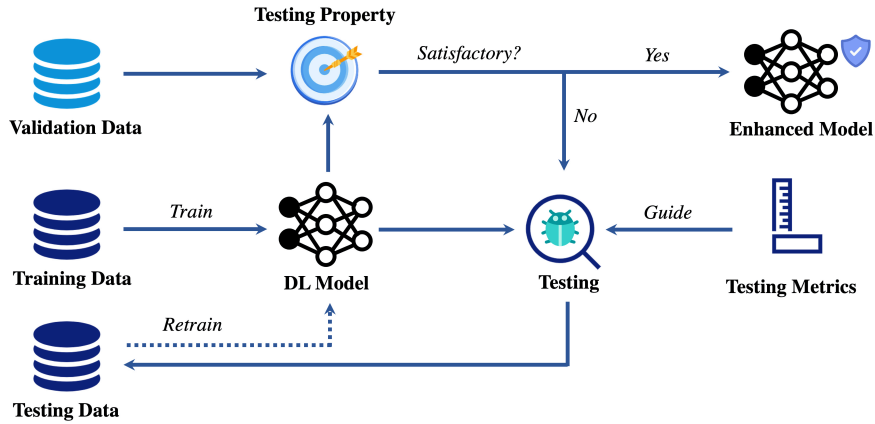 Testing Property
Satisfactory?
Yes
Validation Data
No
Enhanced Model
Train
Guide
Training Data
DL Model
Testing
Testing Metrics
Retrain
Testing Data